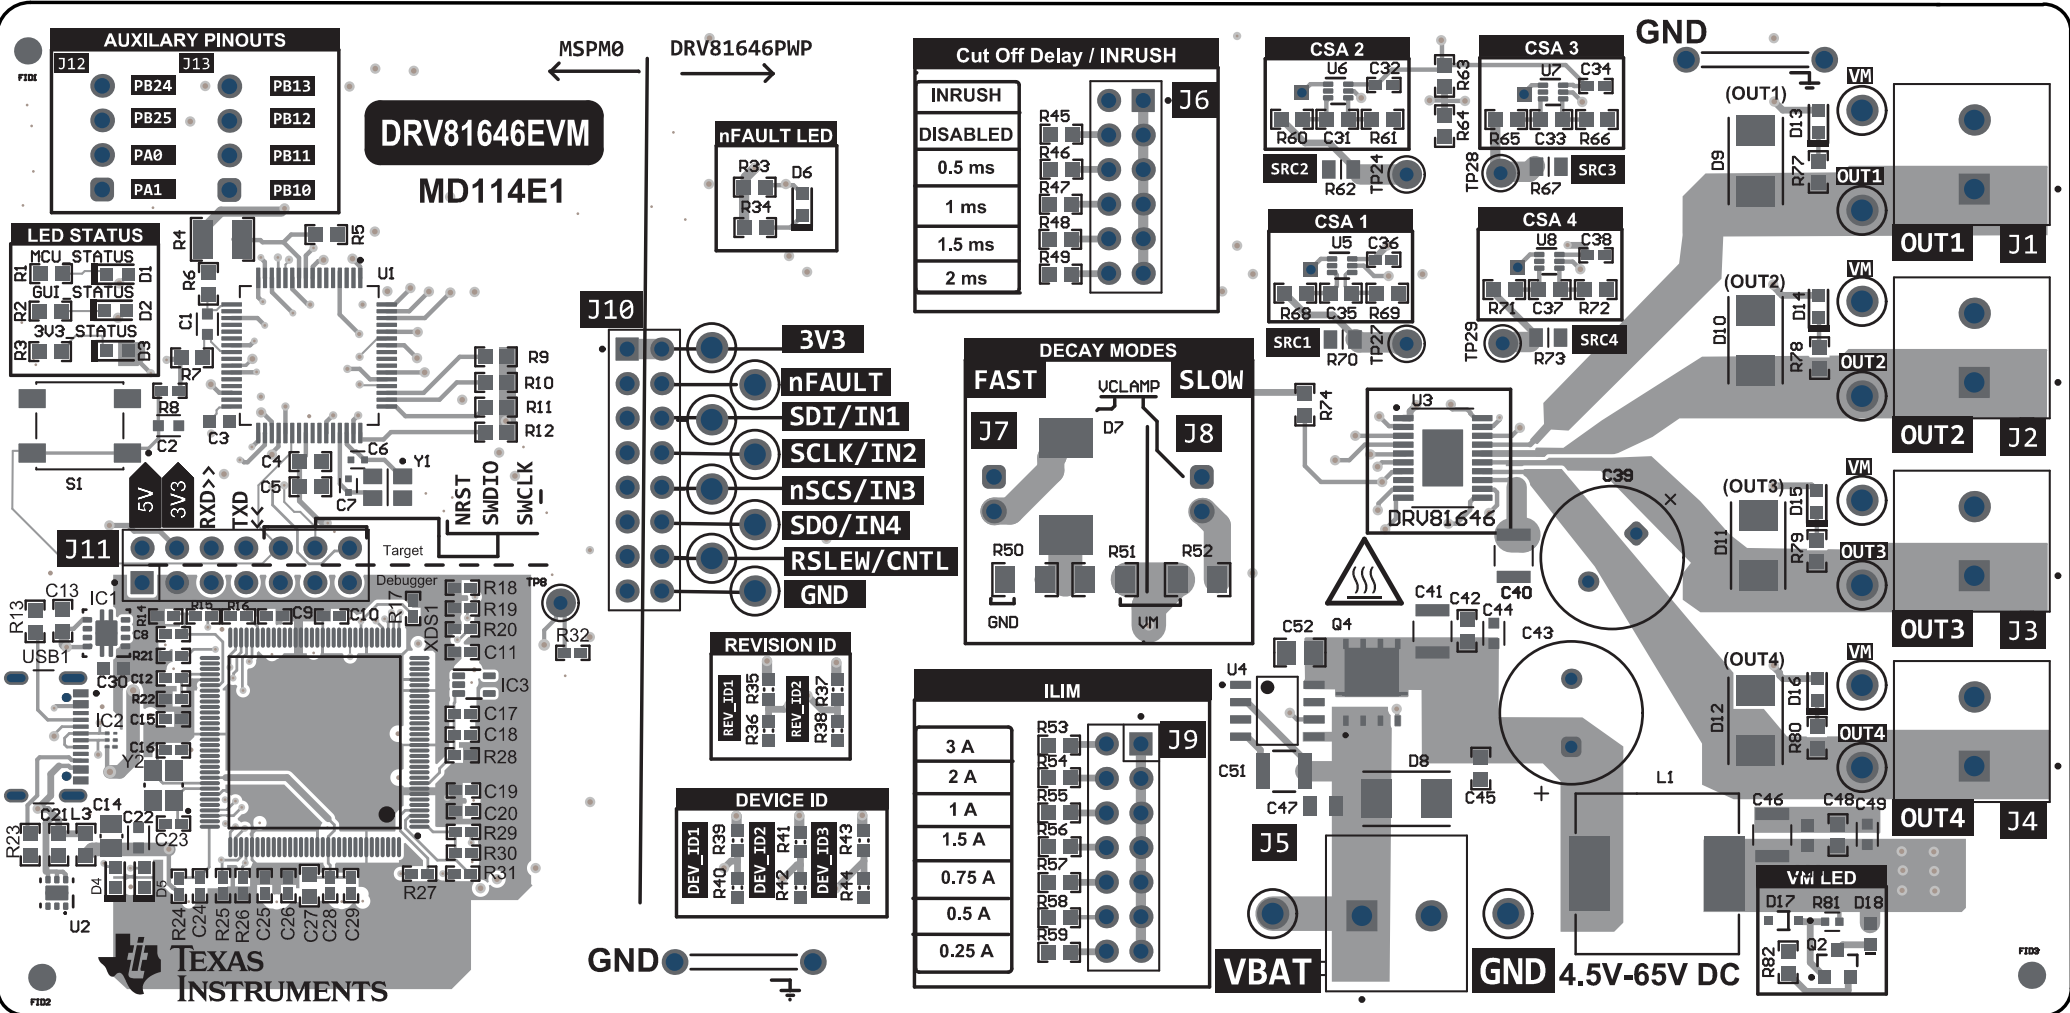 AUXILARY PINOUTS
J12
J13
PB24
PB13
PB25
PB12
PA0
PB11
PA1
PB10
FID1
DRV81646EVM
MD114E1
MSPM0
DRV81646PWP
nFAULT LED
R33
R34
D6
Cut Off Delay / INRUSH
INRUSH
DISABLED
0.5 ms
1 ms
1.5 ms
2 ms
R45
R46
R47
R48
R49
J6
CSA 2
U6
C32
R60
C31
R61
SRC2
R62
TP24
R63
R64
CSA 3
U7
C34
R65
C33
R66
TP28
R67
SRC3
CSA 1
U5
C36
R68
C35
R69
SRC1
R70
TP27
CSA 4
U8
C38
R71
C37
R72
TP29
R73
SRC4
GND
VM
(OUT1)
D9
D13
R77
OUT1
OUT1
J1
VM
(OUT2)
D10
D14
R78
OUT2
OUT2
J2
VM
(OUT3)
D11
D15
R79
OUT3
OUT3
J3
VM
(OUT4)
D12
D16
R80
OUT4
OUT4
J4
LED STATUS
MCU STATUS
R1
D1
GUI STATUS
R2
D2
3V3 STATUS
R3
D3
R4
R5
R6
U1
C1
R7
R8
C2
C3
S1
R9
R10
R11
R12
C4
C5
C6
C7
Y1
5V
3V3
RXD>>
TXD <<
NRST
SWDIO
SWCLK
J11
Target
Debugger
J10
3V3
nFAULT
SDI/IN1
SCLK/IN2
nSCS/IN3
SDO/IN4
RSLEW/CNTL
GND
DECAY MODES
FAST
VCLAMP
SLOW
J7
D7
J8
R50
R51
R52
GND
VM
R74
U3
DRV81646
C39
C40
C41
C42
C44
C43
C52
Q4
U4
C51
C47
D8
C45
L1
C46
C48
C49
J5
VBAT
GND
4.5V-65V DC
VM LED
D17
R81
D18
R82
Q2
FID3
REVISION ID
REV_ID1
R35
R36
REV_ID2
R37
R38
DEVICE ID
DEV_ID1
R39
R40
DEV_ID2
R41
R42
DEV_ID3
R43
R44
ILIM
3 A
2 A
1 A
1.5 A
0.75 A
0.5 A
0.25 A
R53
R54
R55
R56
R57
R58
R59
J9
GND
R13
C13
IC1
R14
R15
R16
C9
C10
R17
XDS1
TP8
R32
C8
USB1
R21
C30
C12
R22
C15
IC2
C16
Y2
R18
R19
R20
C11
IC3
C17
C18
R28
C19
C20
R29
R30
R31
R27
R23
C21
L3
C14
C22
C23
D4
D5
U2
R24
C24
R25
R26
C25
C26
C27
C28
C29
TEXAS
INSTRUMENTS
FID2